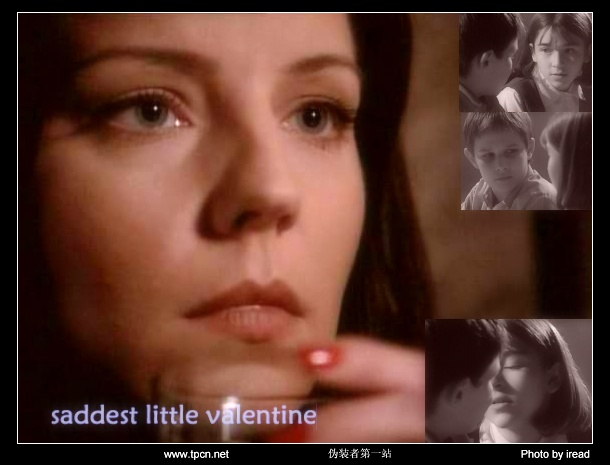 saddest little valentine
www.tpcn.net 伪装者第一站 Photo by iread